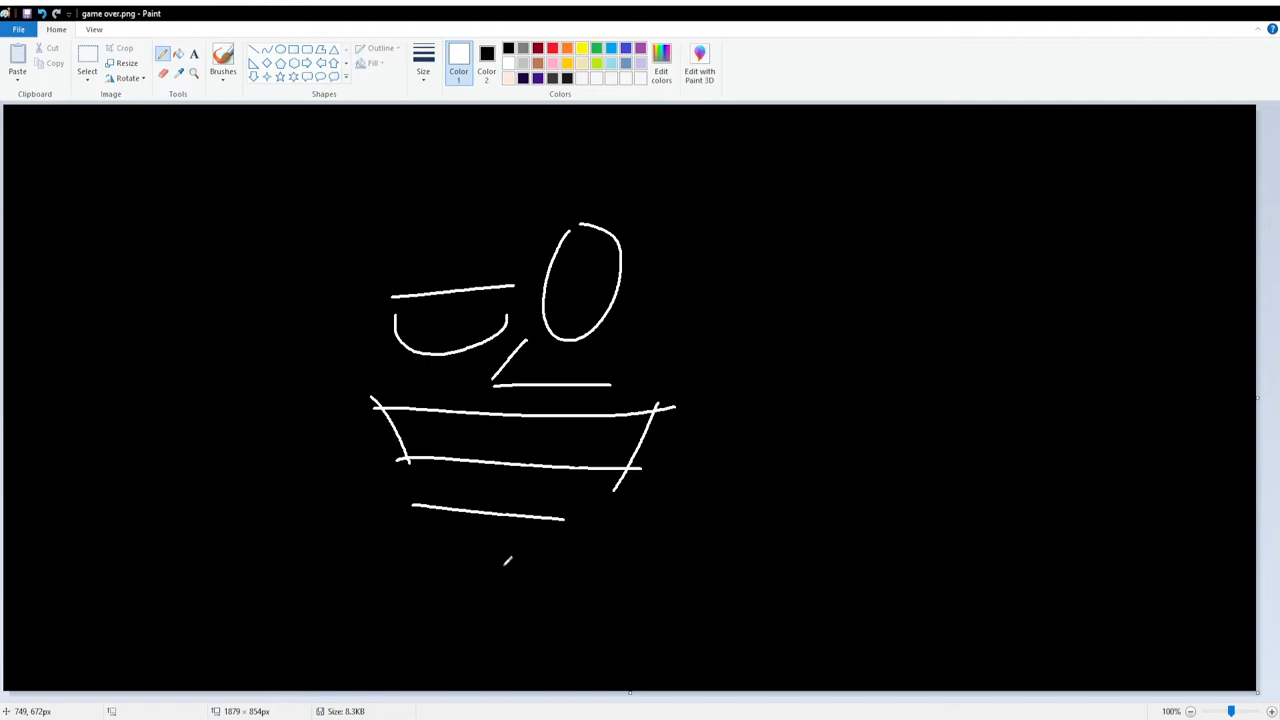 game over.png - Paint
File Home View
Paste Cut Copy Select Crop Resize Rotate A Brushes Outline Fill Size Color 1 Color 2 Edit colors Edit with Paint 3D
Clipboard Image Tools Shapes Colors
749, 672px 1879 × 854px Size: 8.3KB 100%